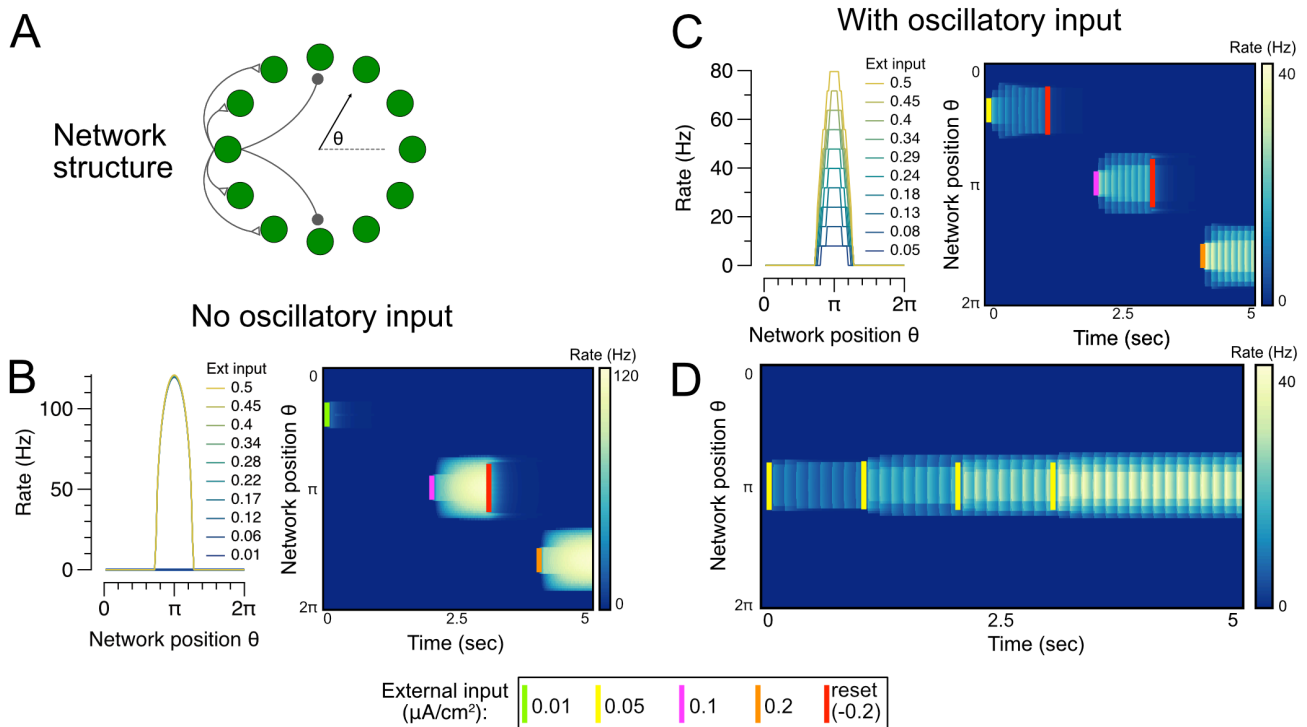 A
Network
structure
θ
No oscillatory input
B
Rate (Hz)
100
50
0
Ext input
0.5
0.45
0.4
0.34
0.28
0.22
0.17
0.12
0.06
0.01
0
π
2π
Network position θ
Network position θ
0
π
2π
0
2.5
5
Time (sec)
Rate (Hz)
120
0
With oscillatory input
C
Rate (Hz)
80
60
40
20
0
Ext input
0.5
0.45
0.4
0.34
0.29
0.24
0.18
0.13
0.08
0.05
0
π
2π
Network position θ
Network position θ
0
π
2π
0
2.5
5
Time (sec)
Rate (Hz)
40
0
D
Network position θ
0
π
2π
0
2.5
5
Time (sec)
Rate (Hz)
40
0
External input
(μA/cm²):
0.01
0.05
0.1
0.2
reset
(-0.2)